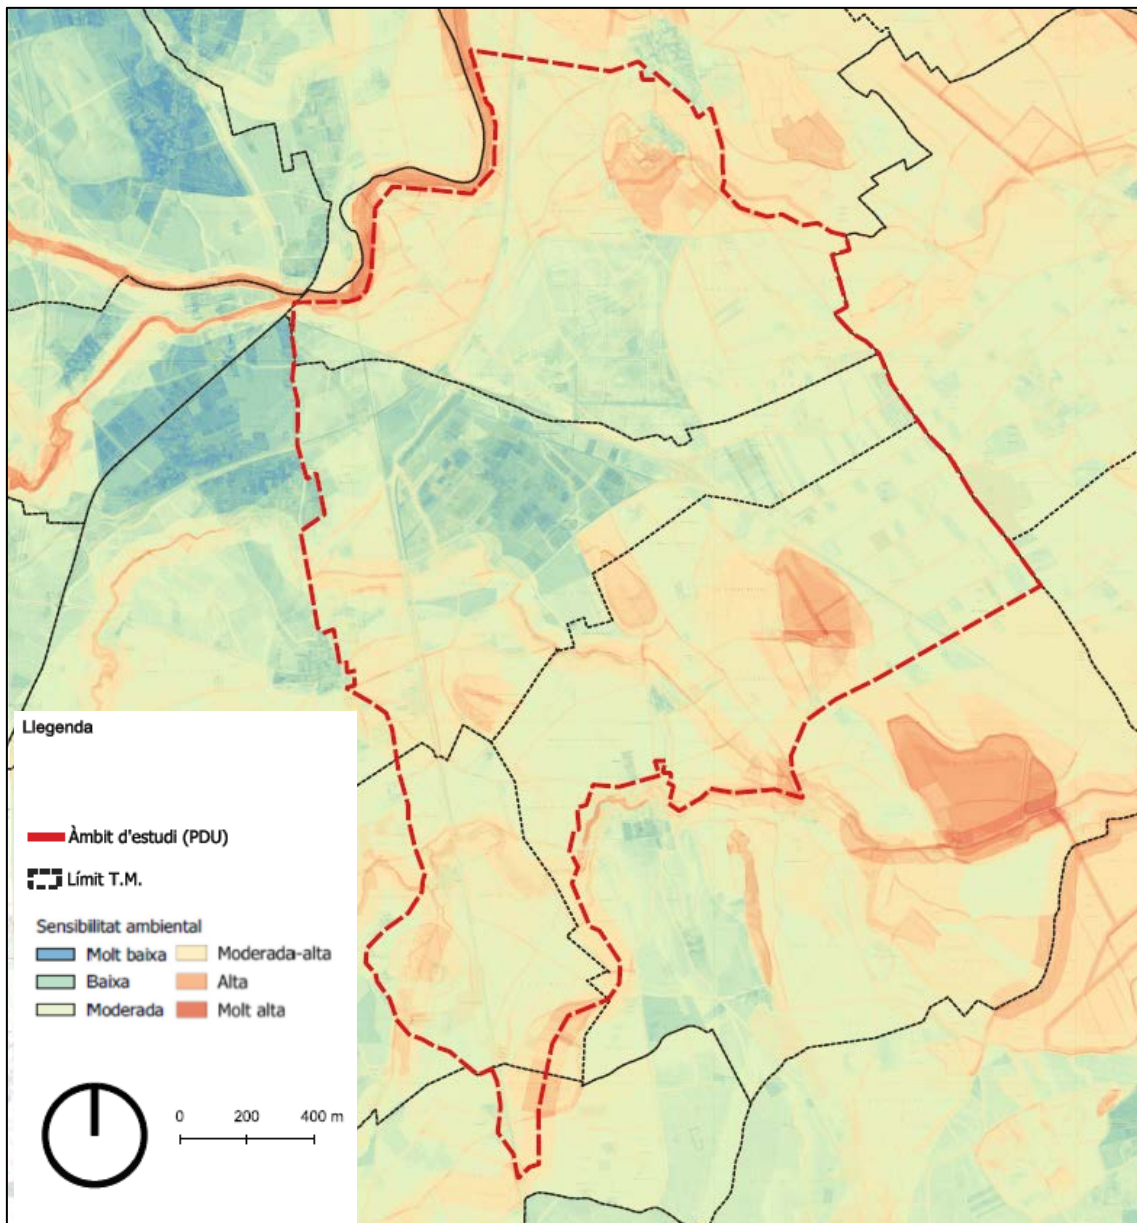 Llegenda
Àmbit d'estudi (PDU)
Límit T.M.
Sensibilitat ambiental
Molt baixa
Moderada-alta
Baixa
Alta
Moderada
Molt alta
0 200 400 m